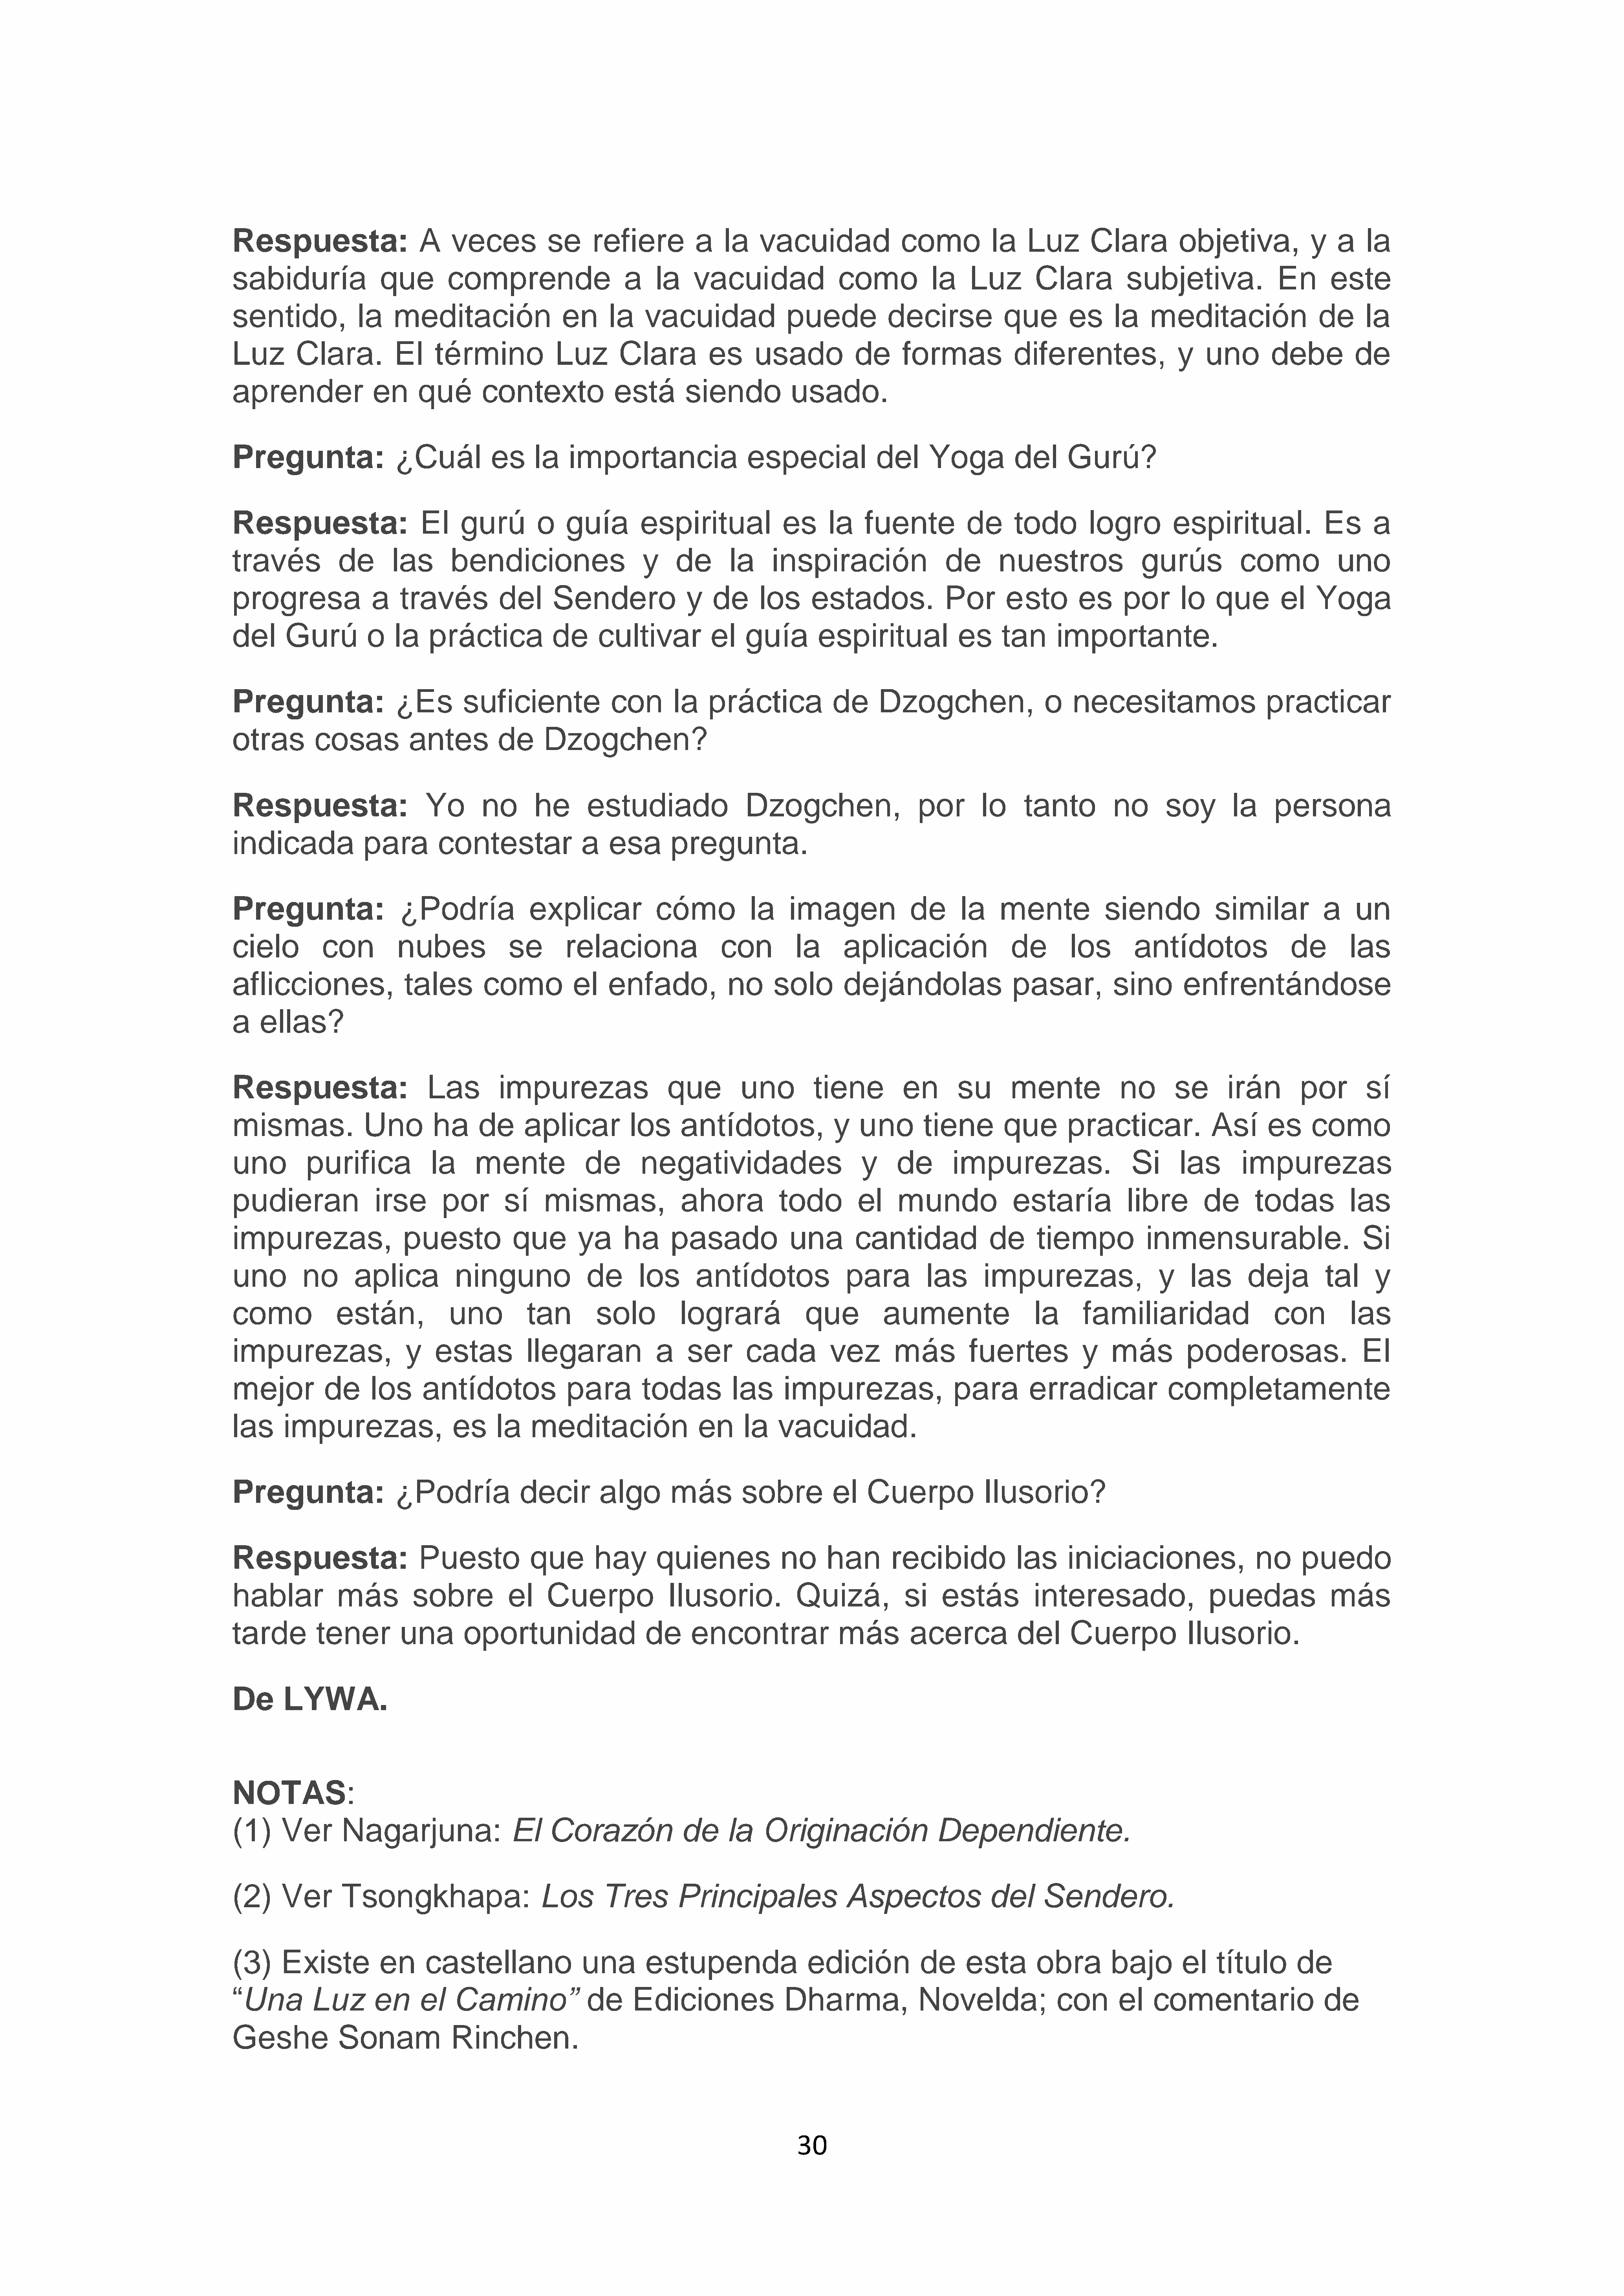 Respuesta: A veces se refiere a la vacuidad como la Luz Clara objetiva, y a la
sabiduría que comprende a la vacuidad como la Luz Clara subjetiva. En este
sentido, la meditación en la vacuidad puede decirse que es la meditación de la
Luz Clara. El término Luz Clara es usado de formas diferentes, y uno debe de
aprender en qué contexto está siendo usado.
Pregunta: ¿Cuál es la importancia especial del Yoga del Gurú?
Respuesta: El gurú o guía espiritual es la fuente de todo logro espiritual. Es a
través de las bendiciones y de la inspiración de nuestros gurús como uno
progresa a través del Sendero y de los estados. Por esto es por lo que el Yoga
del Gurú o la práctica de cultivar el guía espiritual es tan importante.
Pregunta: ¿Es suficiente con la práctica de Dzogchen, o necesitamos practicar
otras cosas antes de Dzogchen?
Respuesta: Yo no he estudiado Dzogchen, por lo tanto no soy la persona
indicada para contestar a esa pregunta.
Pregunta: ¿Podría explicar cómo la imagen de la mente siendo similar a un
cielo con nubes se relaciona con la aplicación de los antídotos de las
aflicciones, tales como el enfado, no solo dejándolas pasar, sino enfrentándose
a ellas?
Respuesta: Las impurezas que uno tiene en su mente no se irán por sí
mismas. Uno ha de aplicar los antídotos, y uno tiene que practicar. Así es como
uno purifica la mente de negatividades y de impurezas. Si las impurezas
pudieran irse por sí mismas, ahora todo el mundo estaría libre de todas las
impurezas, puesto que ya ha pasado una cantidad de tiempo inmensurable. Si
uno no aplica ninguno de los antídotos para las impurezas, y las deja tal y
como están, uno tan solo logrará que aumente la familiaridad con las
impurezas, y estas llegaran a ser cada vez más fuertes y más poderosas. El
mejor de los antídotos para todas las impurezas, para erradicar completamente
las impurezas, es la meditación en la vacuidad.
Pregunta: ¿Podría decir algo más sobre el Cuerpo Ilusorio?
Respuesta: Puesto que hay quienes no han recibido las iniciaciones, no puedo
hablar más sobre el Cuerpo Ilusorio. Quizá, si estás interesado, puedas más
tarde tener una oportunidad de encontrar más acerca del Cuerpo Ilusorio.
De LYWA.
NOTAS:
(1) Ver Nagarjuna: El Corazón de la Originación Dependiente.
(2) Ver Tsongkhapa: Los Tres Principales Aspectos del Sendero.
(3) Existe en castellano una estupenda edición de esta obra bajo el título de
“Una Luz en el Camino” de Ediciones Dharma, Novelda; con el comentario de
Geshe Sonam Rinchen.
30